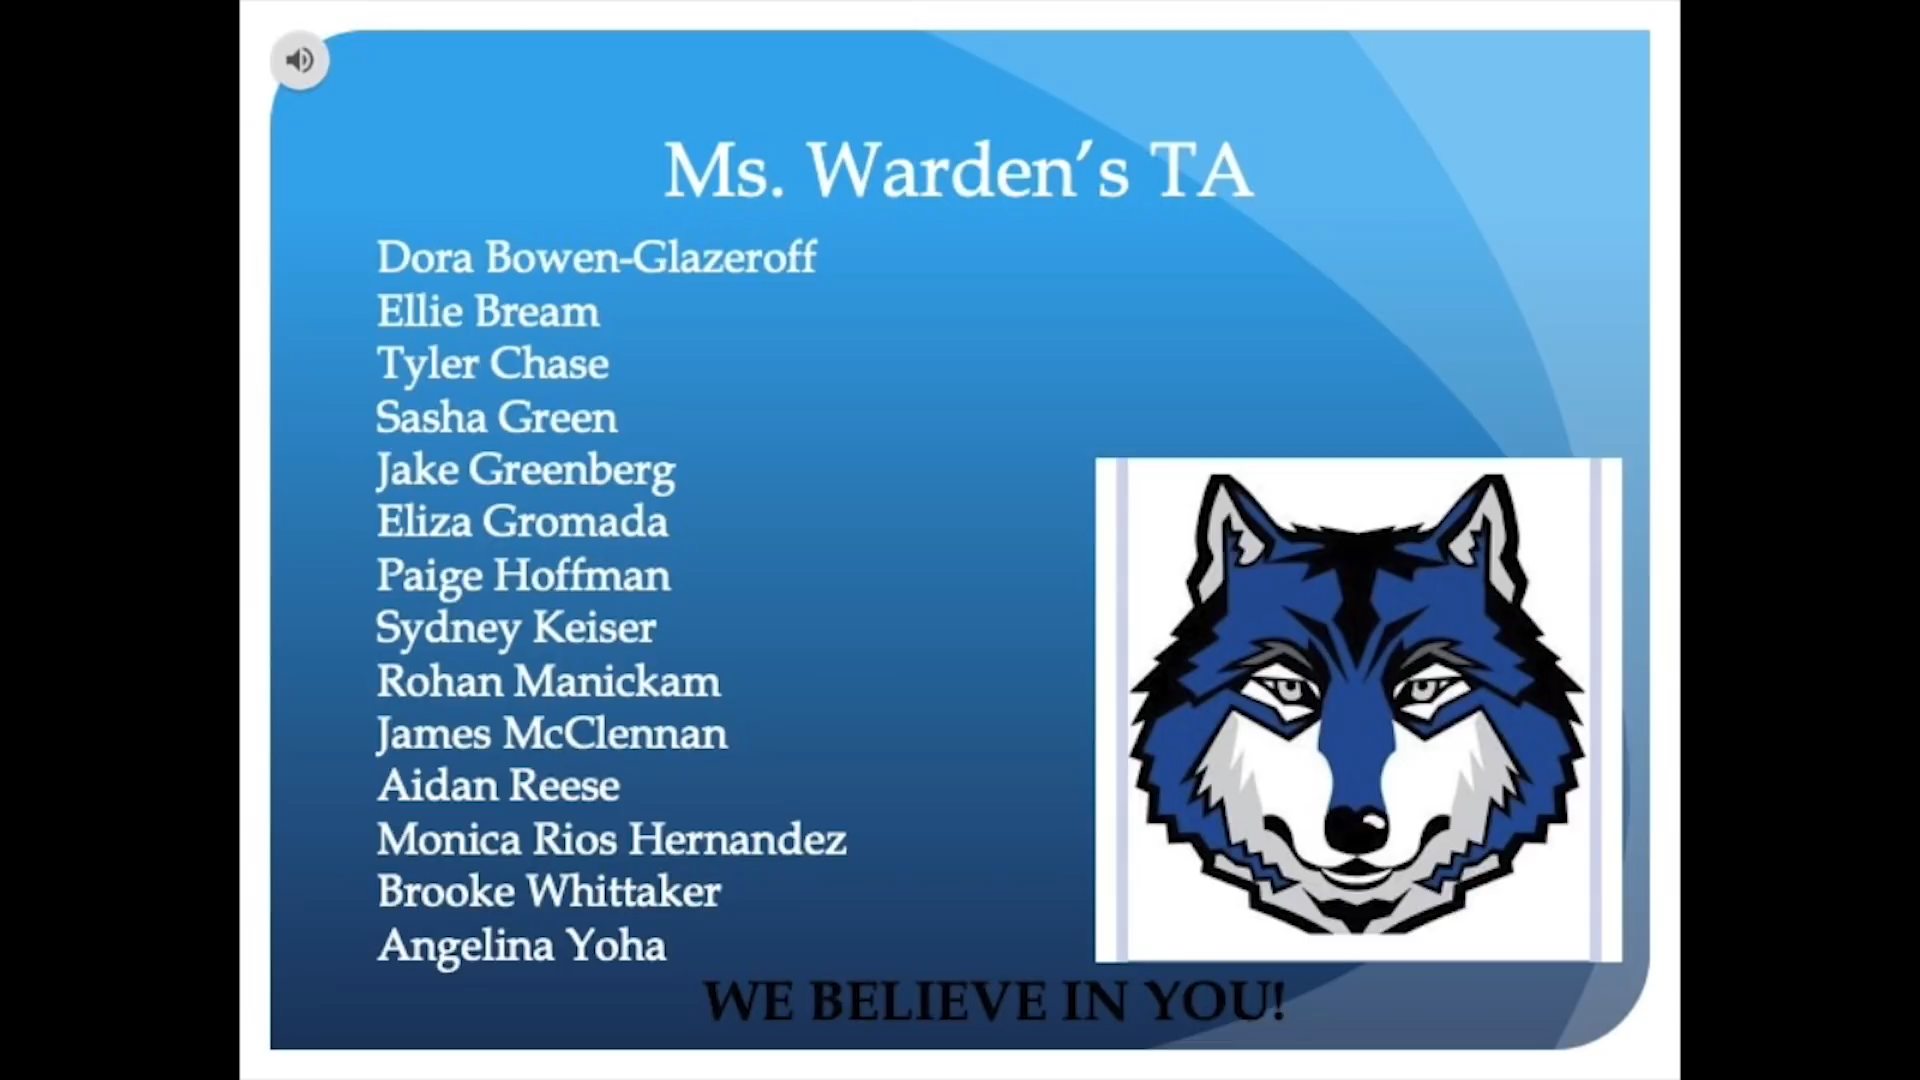 Ms. Warden’s TA
Dora Bowen-Glazeroff
Ellie Bream
Tyler Chase
Sasha Green
Jake Greenberg
Eliza Gromada
Paige Hoffman
Sydney Keiser
Rohan Manickam
James McClennan
Aidan Reese
Monica Rios Hernandez
Brooke Whittaker
Angelina Yoha
WE BELIEVE IN YOU!